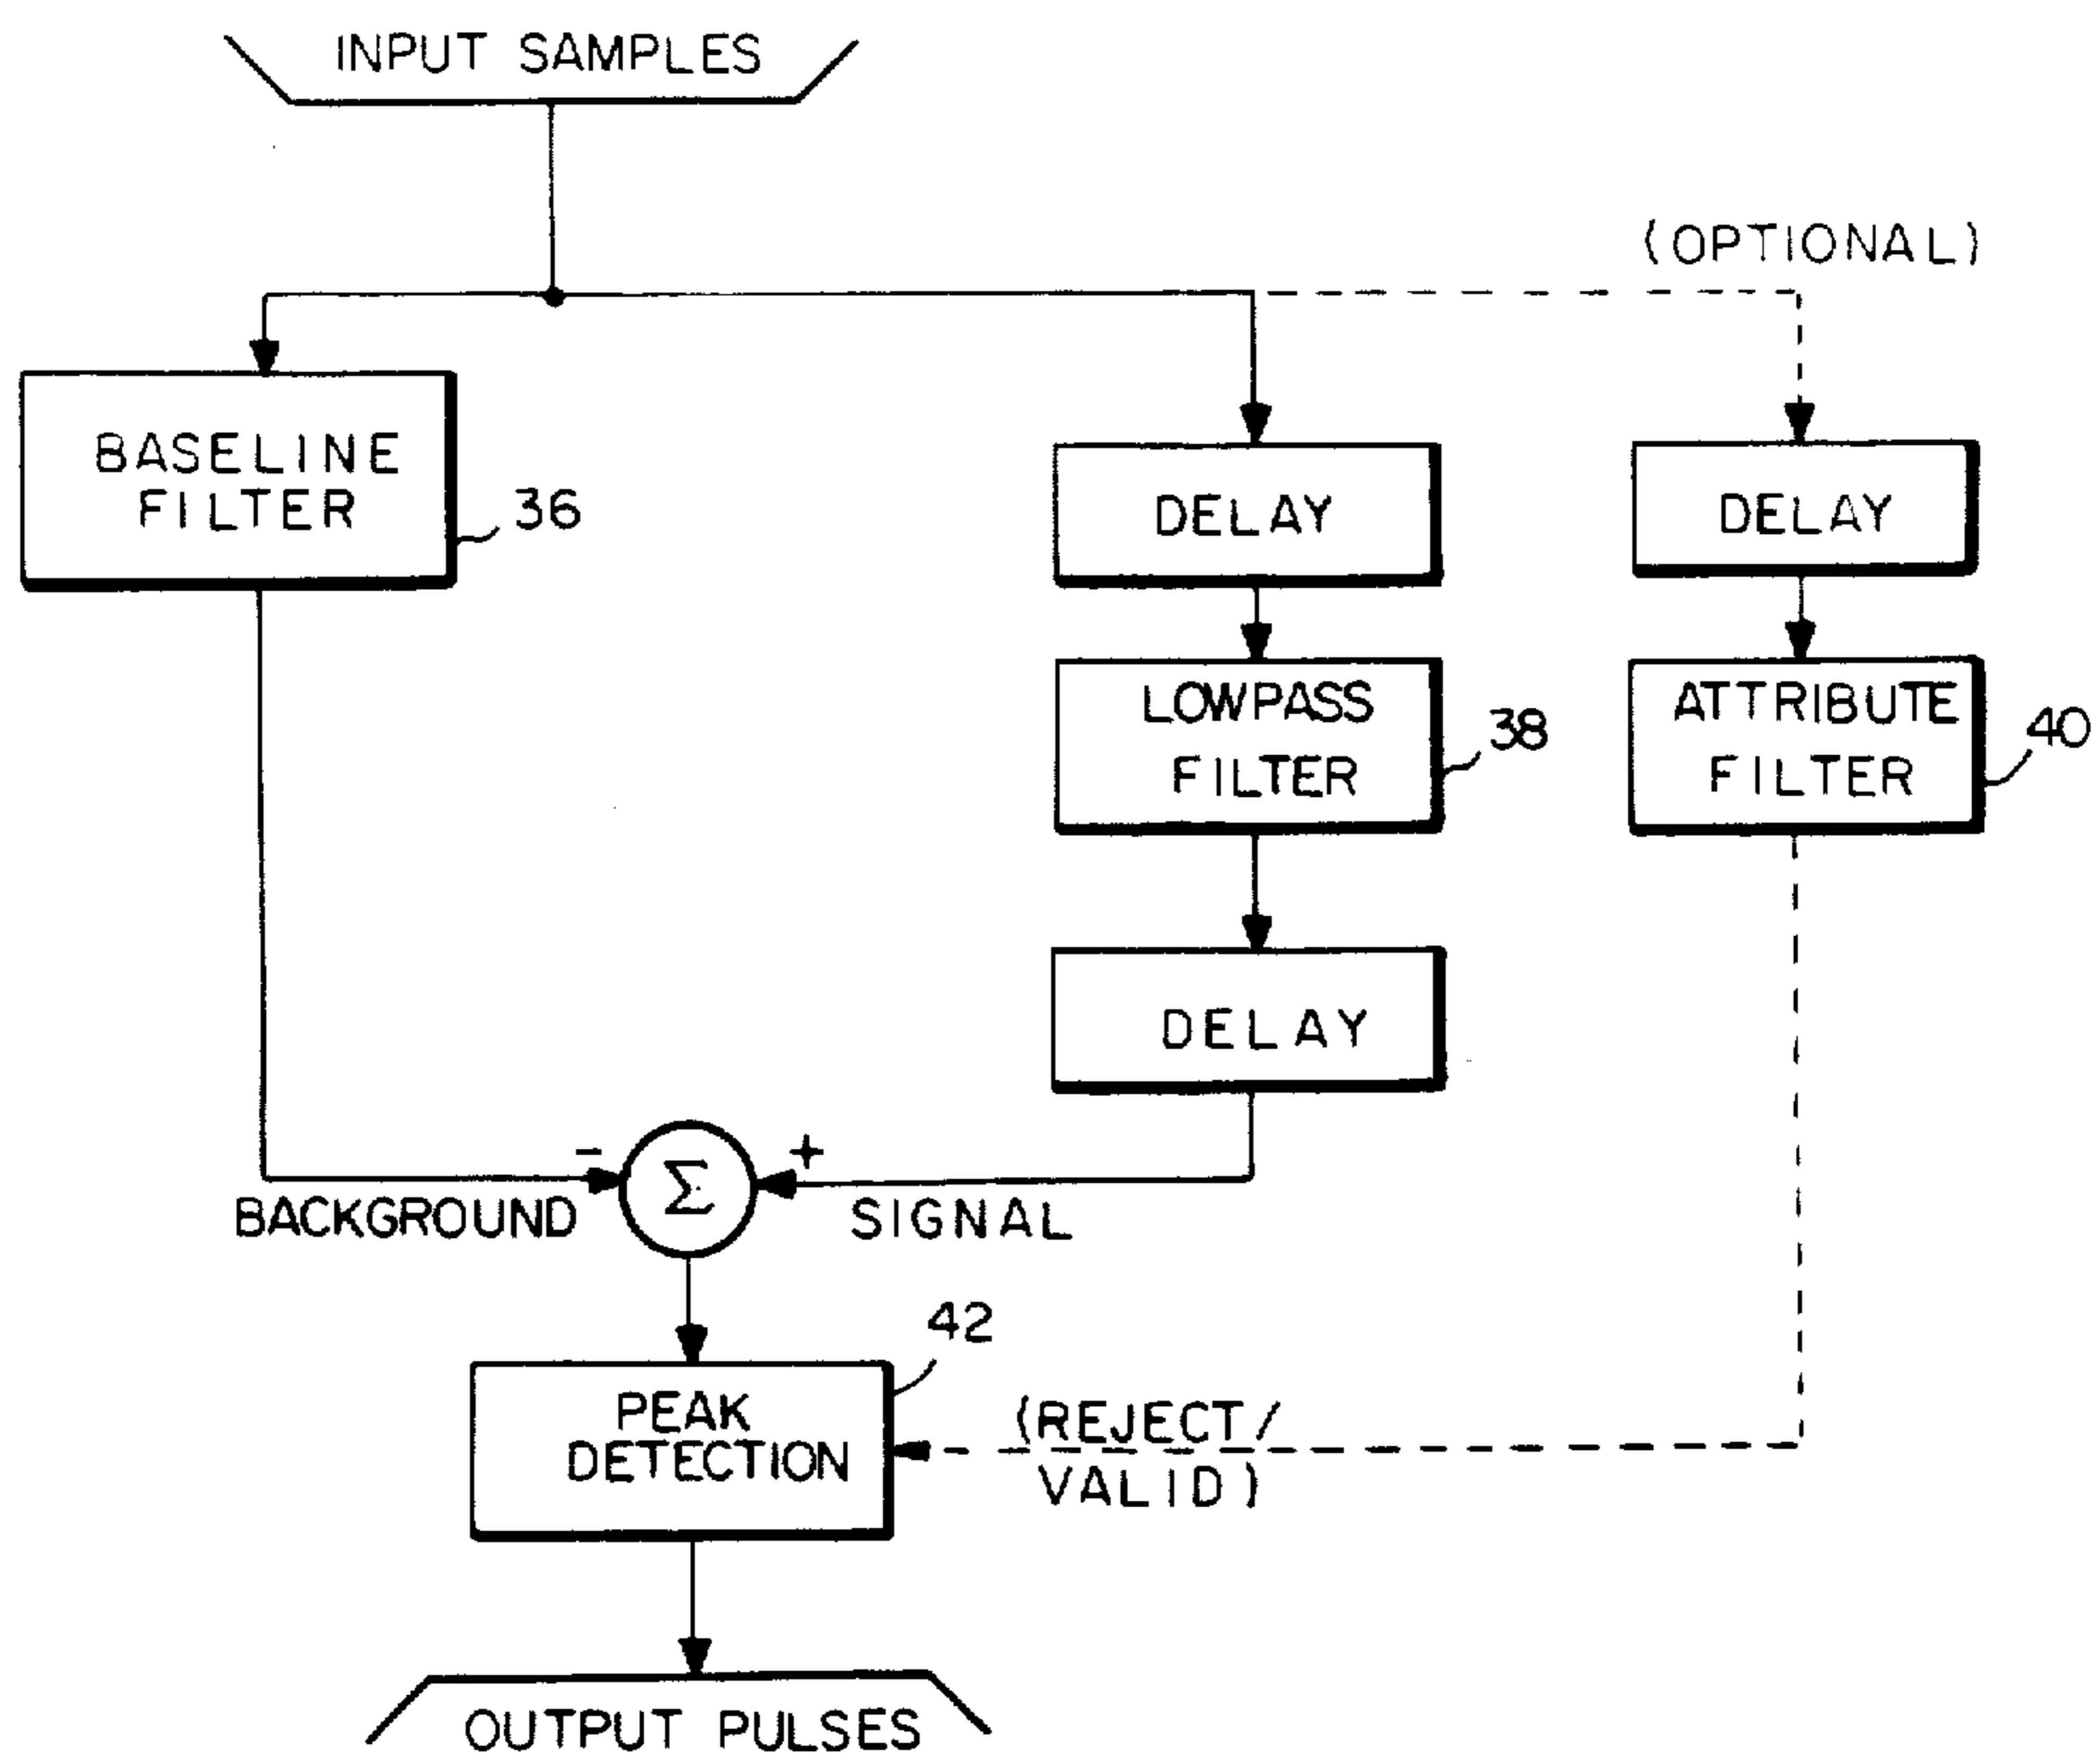 INPUT SAMPLES
(OPTIONAL)
BASELINE
FILTER
36
DELAY
DELAY
LOWPASS
FILTER
38
ATTRIBUTE
FILTER
40
DELAY
-
Σ
+
BACKGROUND
SIGNAL
42
PEAK
DETECTION
(REJECT/
VALID)
OUTPUT PULSES